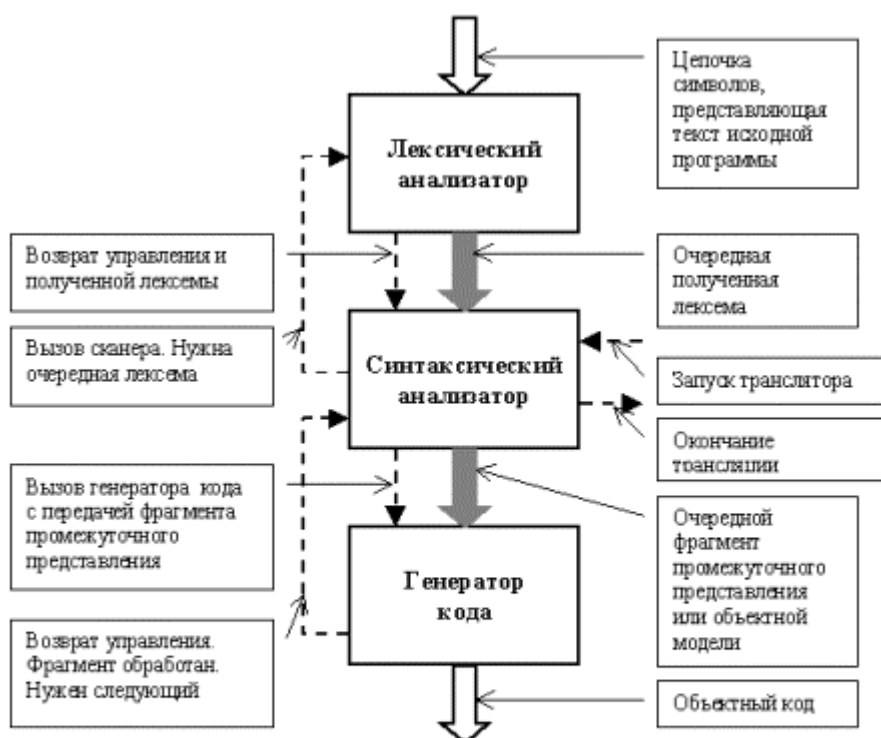 Цепочка
символов,
представляющая
текст исходной
программы
Лексический
анализатор
Возврат управления и
полученной лексемы
Очередная
полученная
лексема
Вызов сканера. Нужна
очередная лексема
Синтаксический
анализатор
Запуск транслятора
Окончание
трансляции
Вызов генератора кода
с передачей фрагмента
промежуточного
представления
Очередной
фрагмент
промежуточного
представления
или объектной
модели
Генератор
кода
Возврат управления.
Фрагмент обработан.
Нужен следующий
Объектный код